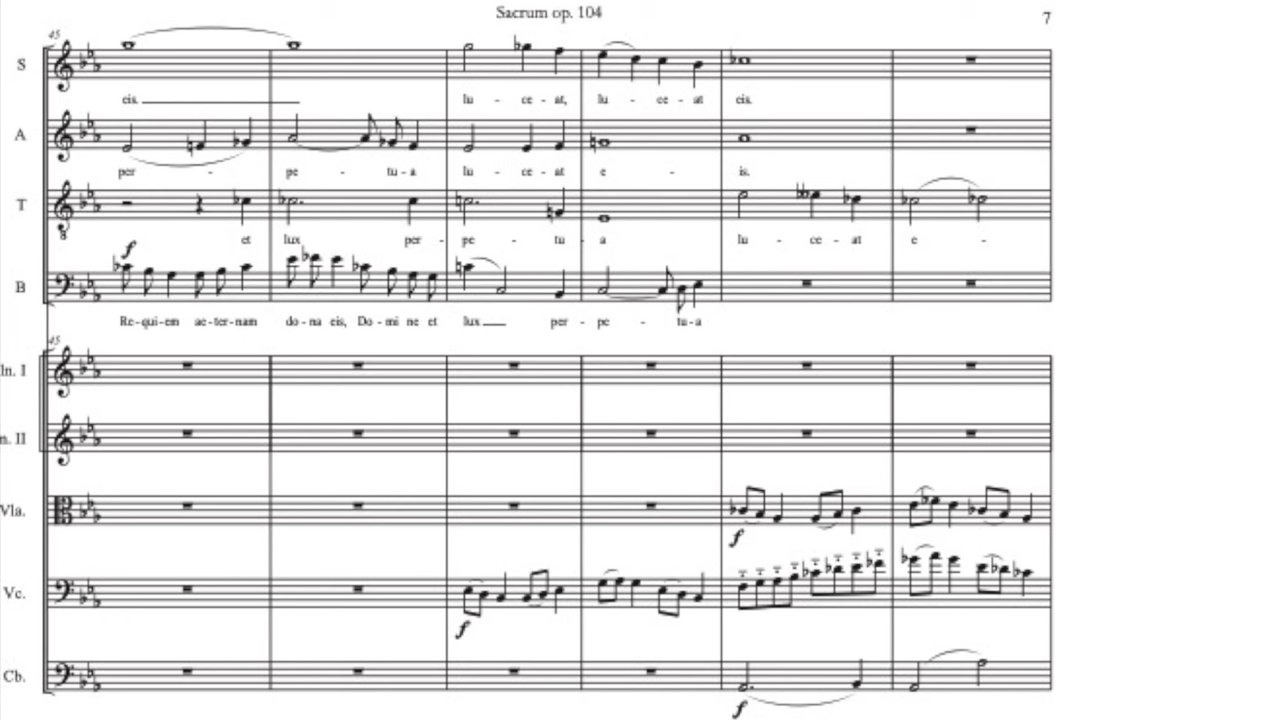 Sacrum op. 104
7
45
S
eis.
lu - ce - at, lu - ce - at eis.
A
per - pe - tu - a lu - ce - at e - is.
T
8
et lux per - pe - tu - a lu - ce - at e -
f
B
Re-qui-em ae-ter-nam do-na eis, Do-mi ne et lux per - pe - tu-a
45
ln. I
n. II
Vla.
f
Vc.
f
Cb.
f